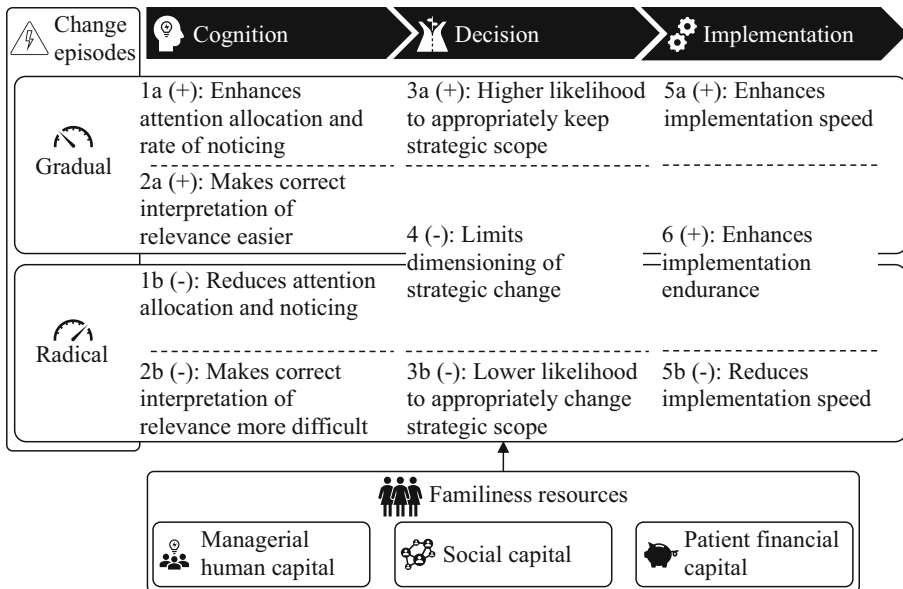 Change
episodes
Cognition
Decision
Implementation
Gradual
1a (+): Enhances
attention allocation and
rate of noticing
3a (+): Higher likelihood
to appropriately keep
strategic scope
5a (+): Enhances
implementation speed
2a (+): Makes correct
interpretation of
relevance easier
4 (-): Limits
dimensioning of
strategic change
6 (+): Enhances
implementation
endurance
Radical
1b (-): Reduces attention
allocation and noticing
2b (-): Makes correct
interpretation of
relevance more difficult
3b (-): Lower likelihood
to appropriately change
strategic scope
5b (-): Reduces
implementation speed
Familiness resources
Managerial
human capital
Social capital
Patient financial
capital